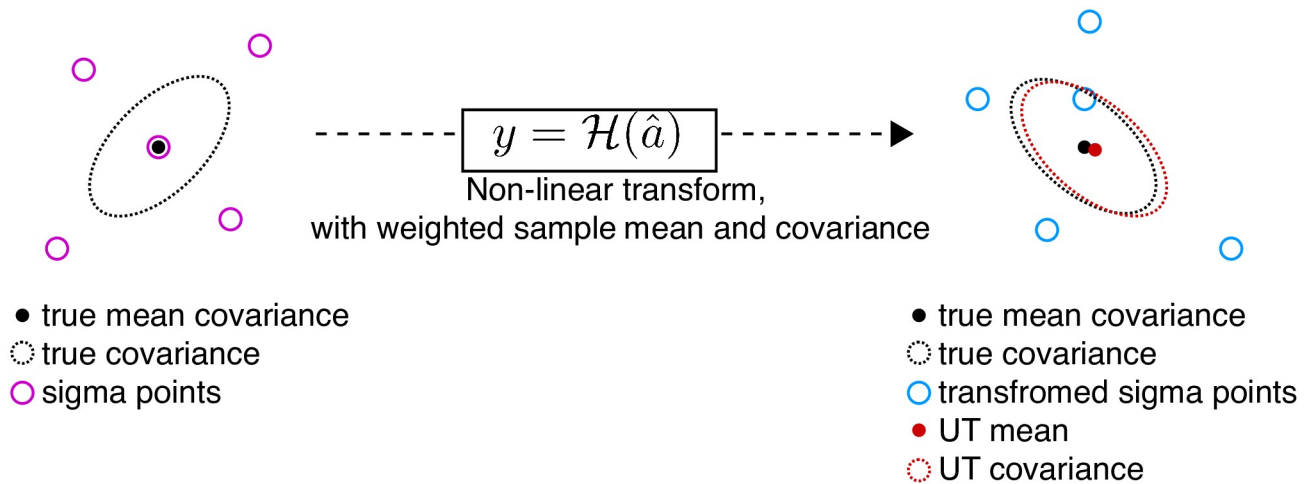 y = ℋ(â)
Non-linear transform,
with weighted sample mean and covariance
true mean covariance
true covariance
sigma points
true mean covariance
true covariance
transfromed sigma points
UT mean
UT covariance